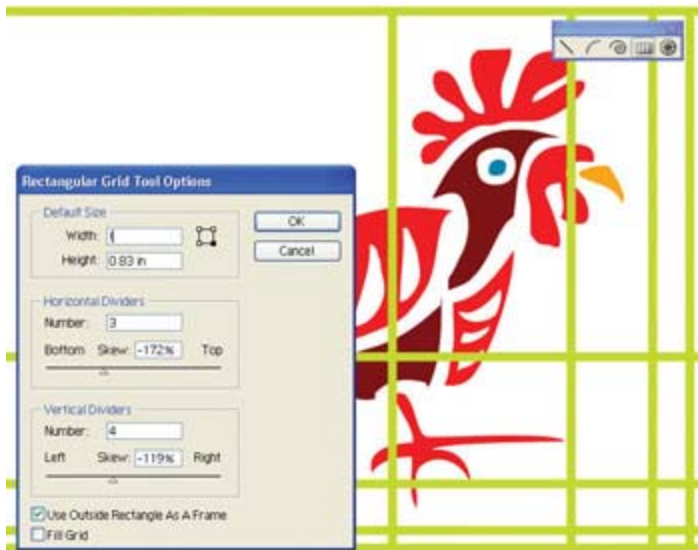 Rectangular Grid Tool Options
Default Size
Width:
OK
Height: 0.83 in
Cancel
Horizontal Dividers
Number: 3
Bottom Skew: -172% Top
Vertical Dividers
Number: 4
Left Skew: -119% Right
Use Outside Rectangle As A Frame
Fill Grid